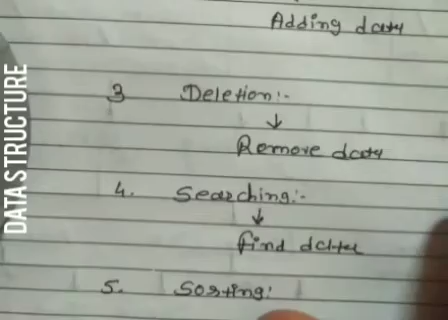 Adding data
3 Deletion:-
↓
Remove data
4. Searching:-
↓
find data
5. Sorting:
DATA STRUCTURE